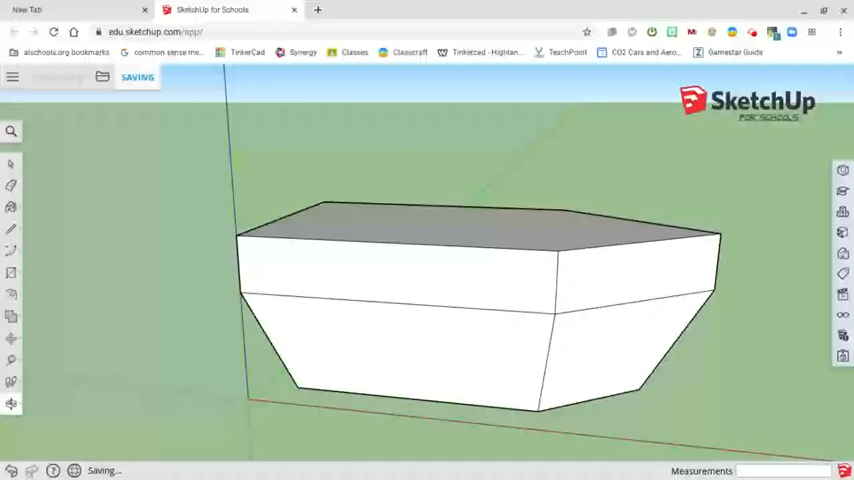 New Tab
SketchUp for Schools
edu.sketchup.com/app/
alschools.org bookmarks
common sense me...
TinkerCad
Synergy
Classes
Classcraft
Tinkercad - Highlan...
TeachPoint
CO2 Cars and Aero...
Gamestar Guide
SAVING
SketchUp
FOR SCHOOLS
Saving...
Measurements